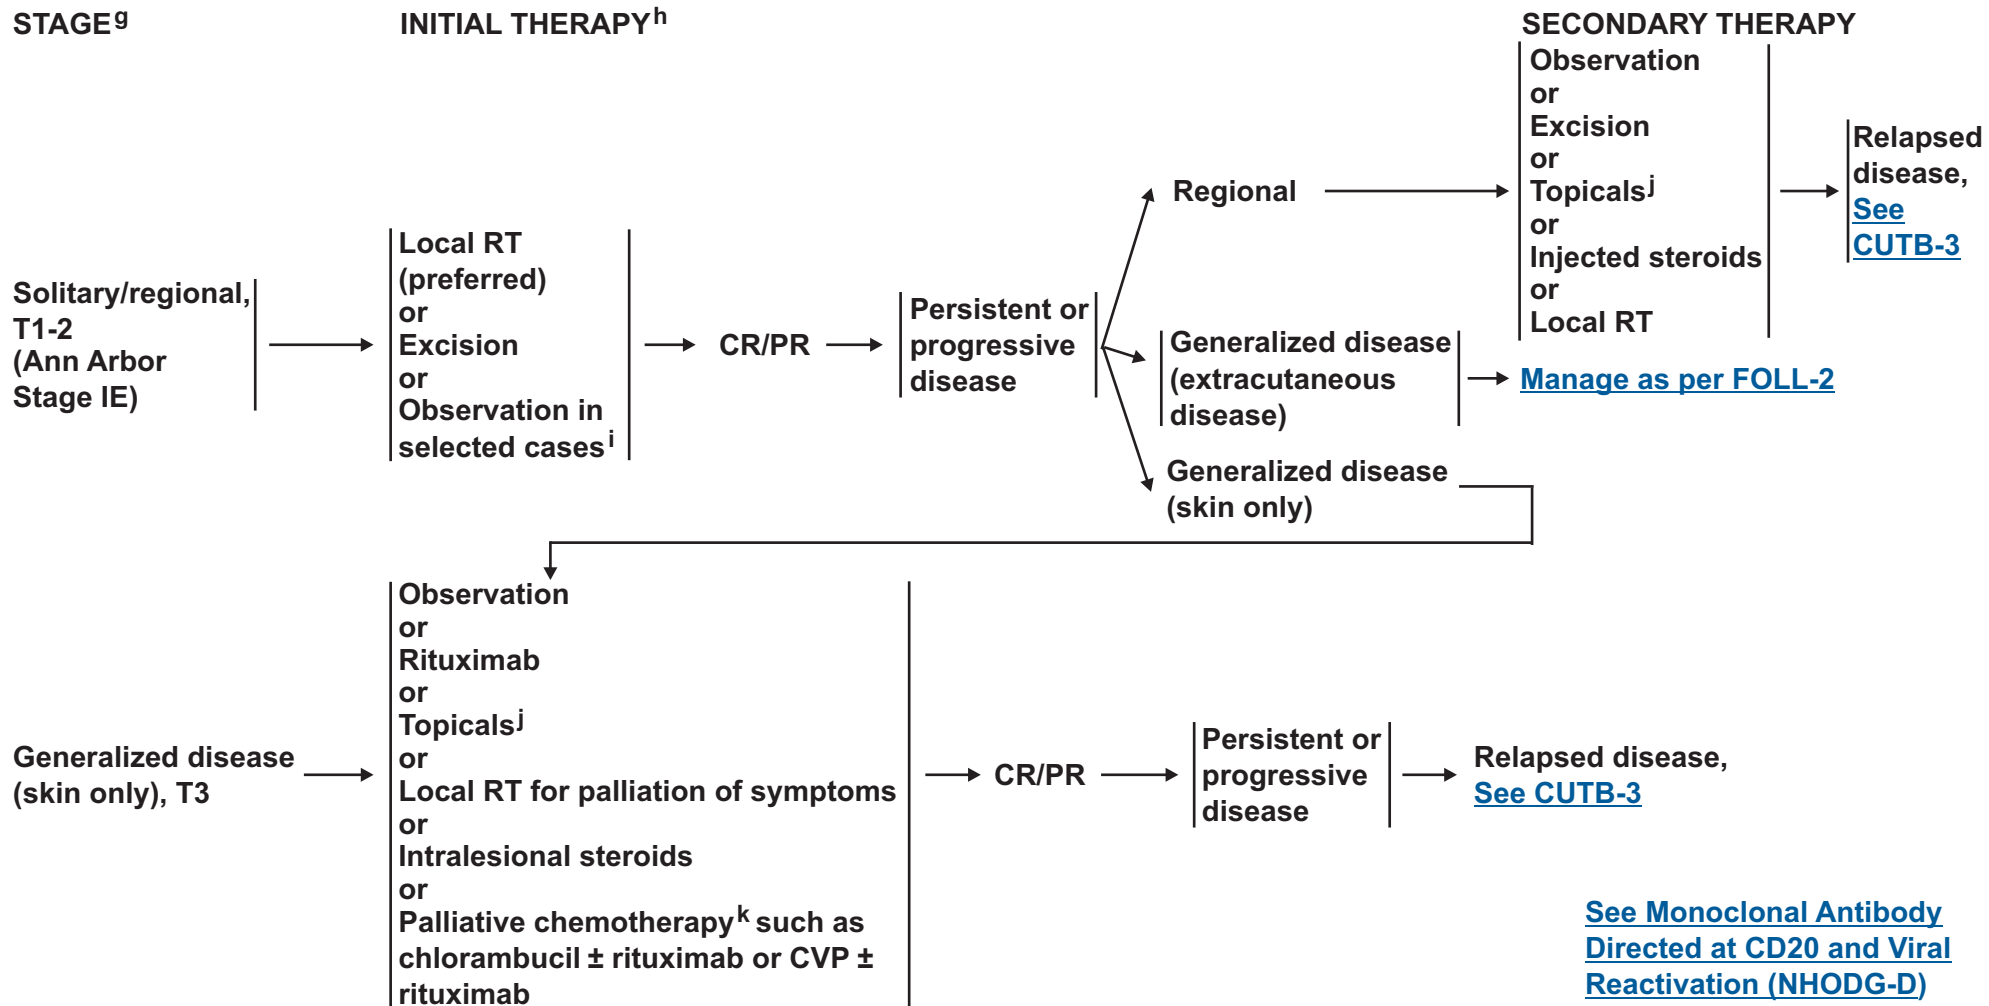 STAGEg
INITIAL THERAPYh
SECONDARY THERAPY
Solitary/regional,
T1-2
(Ann Arbor
Stage IE)
Local RT
(preferred)
or
Excision
or
Observation in
selected casesi
CR/PR
Persistent or
progressive
disease
Regional
Observation
or
Excision
or
Topicalsj
or
Injected steroids
or
Local RT
Relapsed
disease,
See
CUTB-3
Generalized disease
(extracutaneous
disease)
Manage as per FOLL-2
Generalized disease
(skin only)
Generalized disease
(skin only), T3
Observation
or
Rituximab
or
Topicalsj
or
Local RT for palliation of symptoms
or
Intralesional steroids
or
Palliative chemotherapyk such as
chlorambucil ± rituximab or CVP ±
rituximab
CR/PR
Persistent or
progressive
disease
Relapsed disease,
See CUTB-3
See Monoclonal Antibody
Directed at CD20 and Viral
Reactivation (NHODG-D)